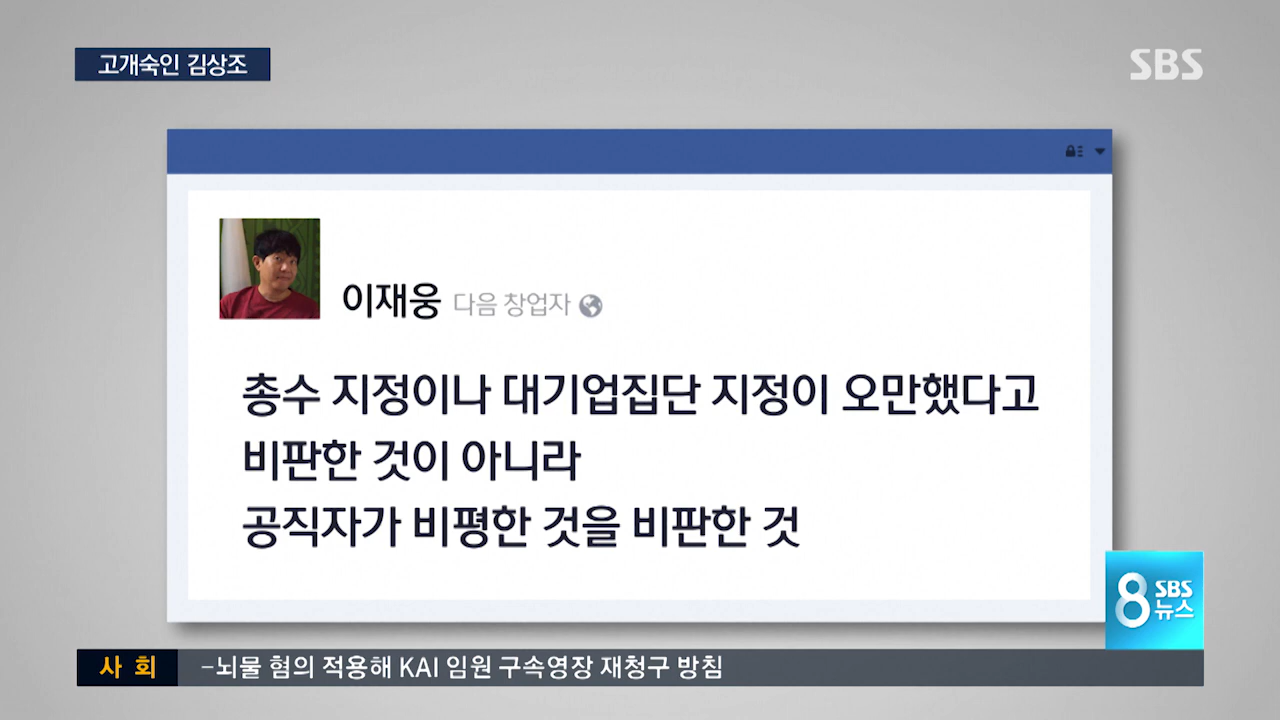 고개숙인 김상조
SBS
이재웅 다음 창업자
총수 지정이나 대기업집단 지정이 오만했다고
비판한 것이 아니라
공직자가 비평한 것을 비판한 것
8 SBS
뉴스
사 회 -뇌물 혐의 적용해 KAI 임원 구속영장 재청구 방침